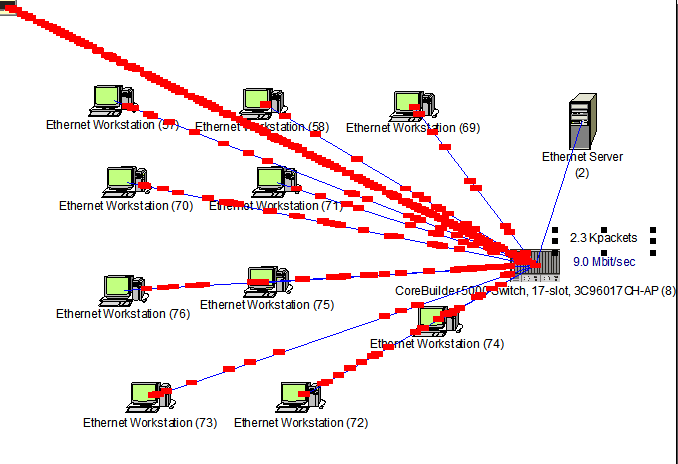 Ethernet Workstation (57)
Ethernet Workstation (58)
Ethernet Workstation (69)
Ethernet Server
(2)
Ethernet Workstation (70)
Ethernet Workstation (71)
2.3 Kpackets
9.0 Mbit/sec
CoreBuilder 5000 Switch, 17-slot, 3C96017CH-AP (8)
Ethernet Workstation (75)
Ethernet Workstation (76)
Ethernet Workstation (74)
Ethernet Workstation (73)
Ethernet Workstation (72)